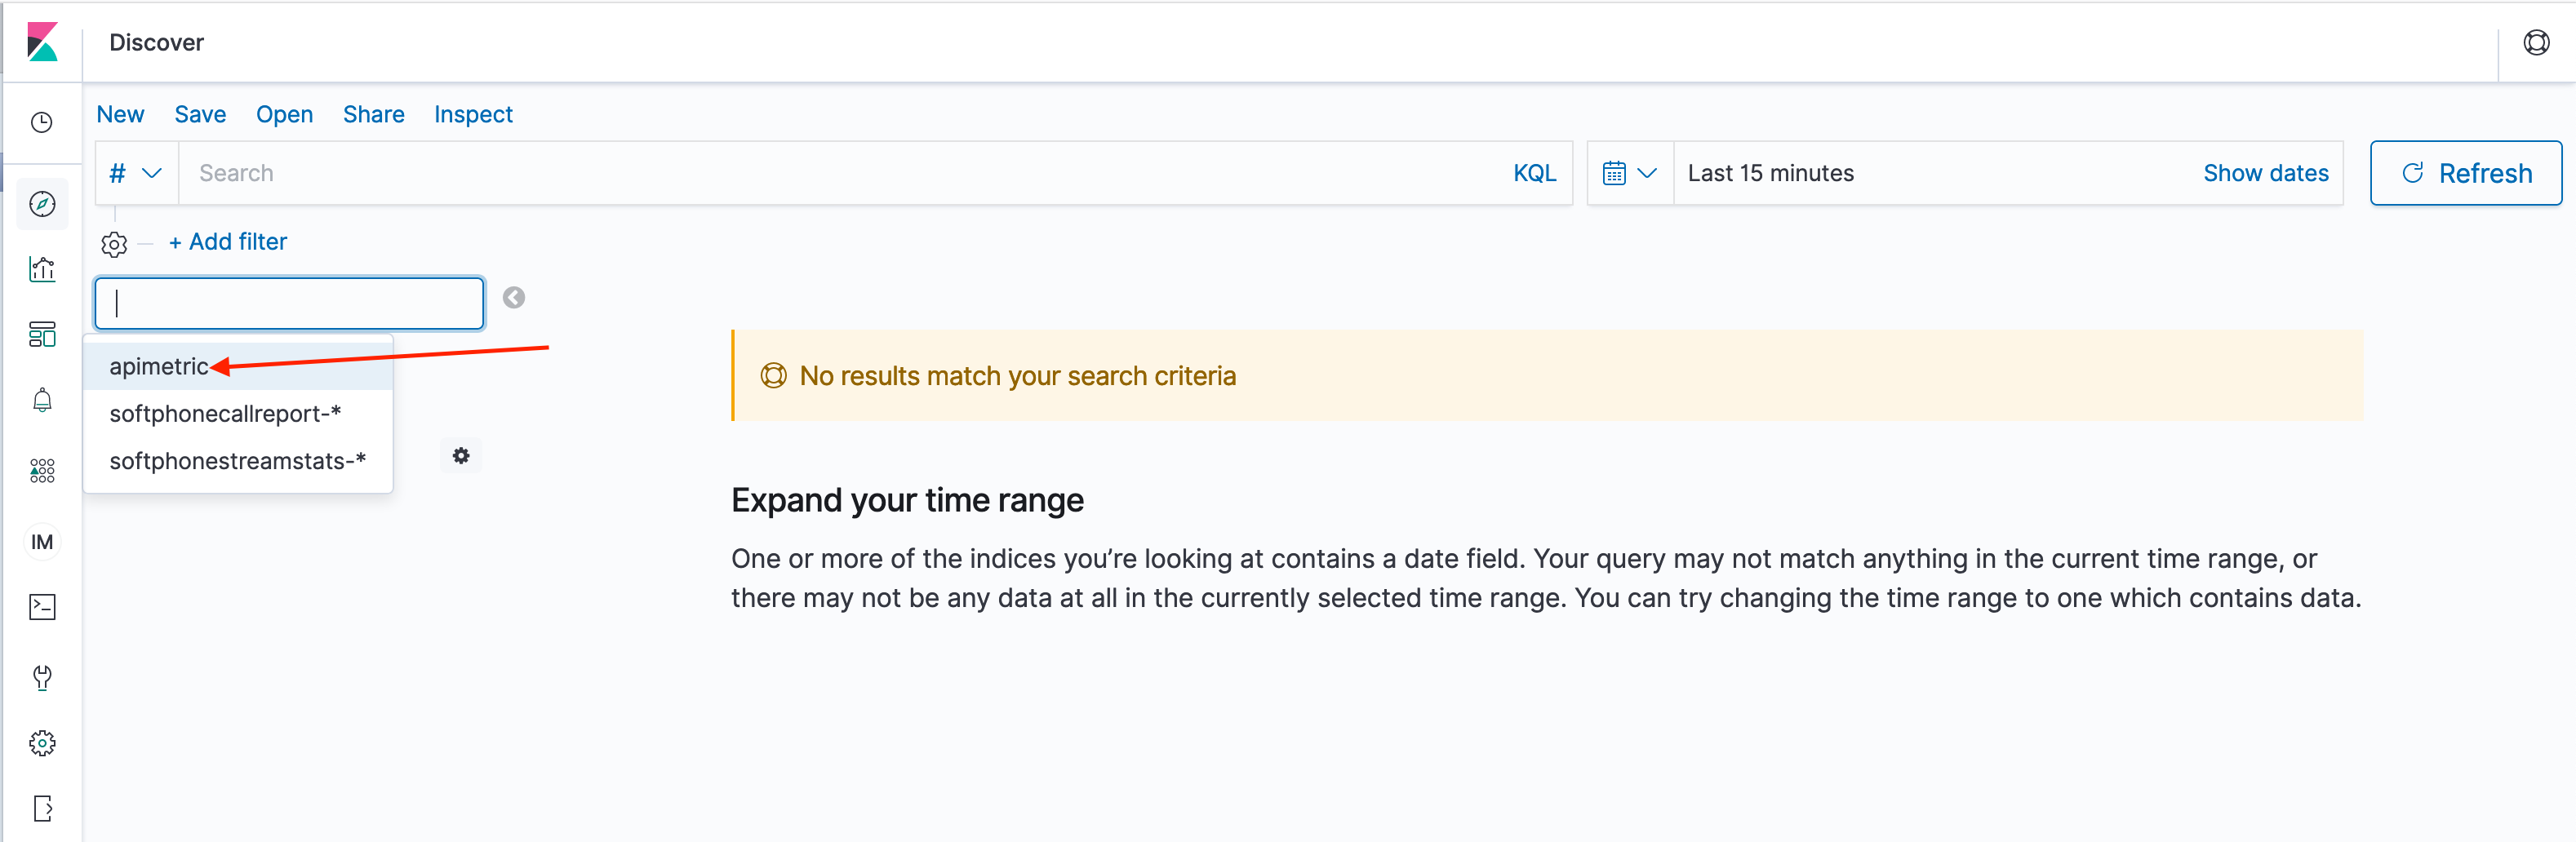 Discover
New Save Open Share Inspect
# Search KQL Last 15 minutes Show dates Refresh
+ Add filter
apimetric
softphonecallreport-*
softphonestreamstats-*
No results match your search criteria
Expand your time range
One or more of the indices you’re looking at contains a date field. Your query may not match anything in the current time range, or
there may not be any data at all in the currently selected time range. You can try changing the time range to one which contains data.
IM